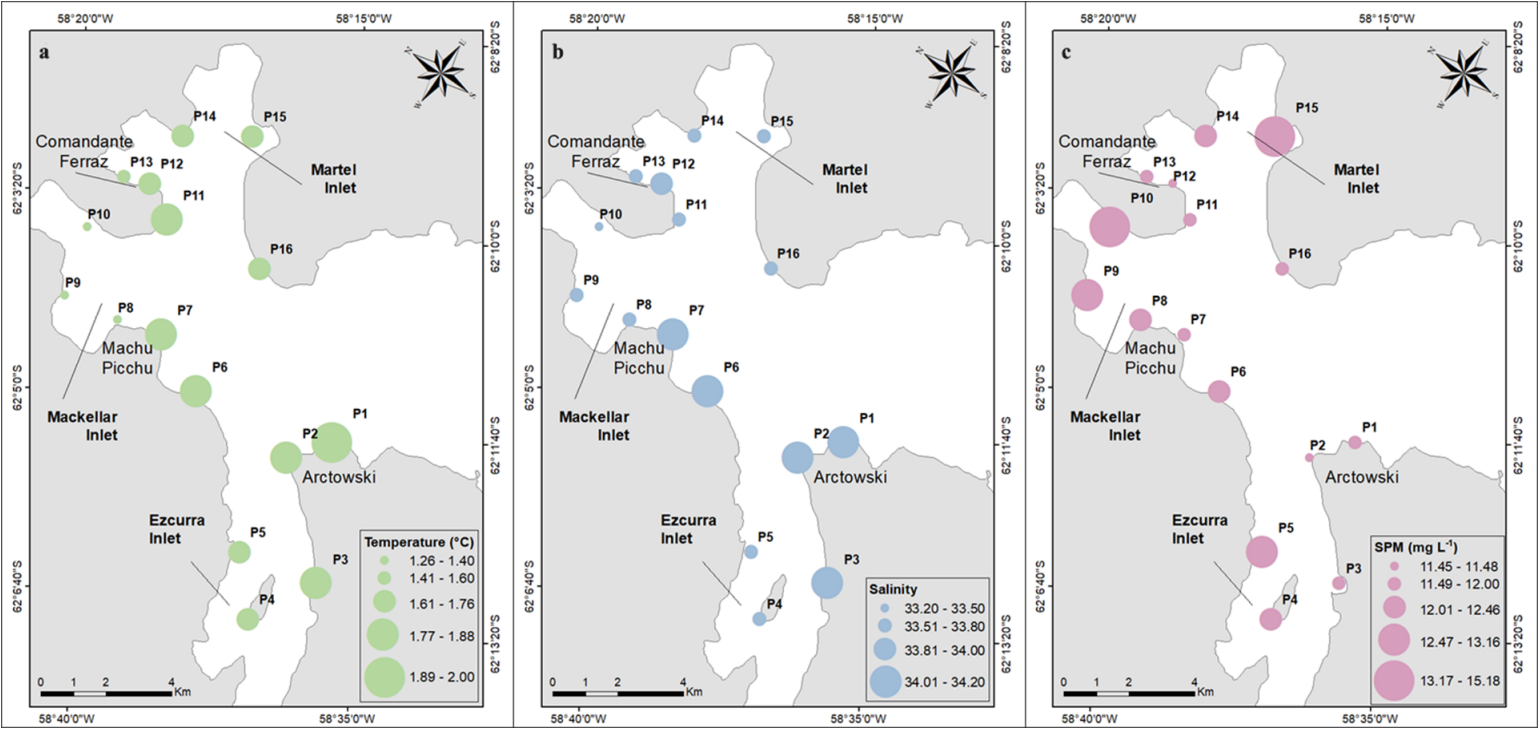 58°20'0"W
58°15'0"W
a
N
E
W
S
62°8'20"S
P14
P15
Comandante
Ferraz
P13
P12
Martel
Inlet
62°3'20"S
P11
P10
62°10'0"S
P16
P9
P8
P7
Machu
Picchu
P6
62°5'0"S
Mackellar
Inlet
P1
P2
62°11'40"S
Arctowski
Ezcurra
Inlet
P5
P3
P4
62°6'40"S
62°13'20"S
Temperature (°C)
1.26 - 1.40
1.41 - 1.60
1.61 - 1.76
1.77 - 1.88
1.89 - 2.00
0 1 2 4
Km
58°40'0"W
58°35'0"W
58°20'0"W
58°15'0"W
b
N
E
W
S
62°8'20"S
P14
P15
Comandante
Ferraz
P13
P12
Martel
Inlet
62°3'20"S
P11
P10
62°10'0"S
P16
P9
P8
P7
Machu
Picchu
P6
62°5'0"S
Mackellar
Inlet
P1
P2
62°11'40"S
Arctowski
Ezcurra
Inlet
P5
P3
P4
62°6'40"S
62°13'20"S
Salinity
33.20 - 33.50
33.51 - 33.80
33.81 - 34.00
34.01 - 34.20
0 1 2 4
Km
58°40'0"W
58°35'0"W
58°20'0"W
58°15'0"W
c
N
E
W
S
62°8'20"S
P14
P15
Comandante
Ferraz
P13
P12
Martel
Inlet
62°3'20"S
P10
P11
62°10'0"S
P16
P9
P8
P7
Machu
Picchu
P6
62°5'0"S
Mackellar
Inlet
P1
P2
62°11'40"S
Arctowski
Ezcurra
Inlet
P5
P3
P4
62°6'40"S
62°13'20"S
SPM (mg L⁻¹)
11.45 - 11.48
11.49 - 12.00
12.01 - 12.46
12.47 - 13.16
13.17 - 15.18
0 1 2 4
Km
58°40'0"W
58°35'0"W